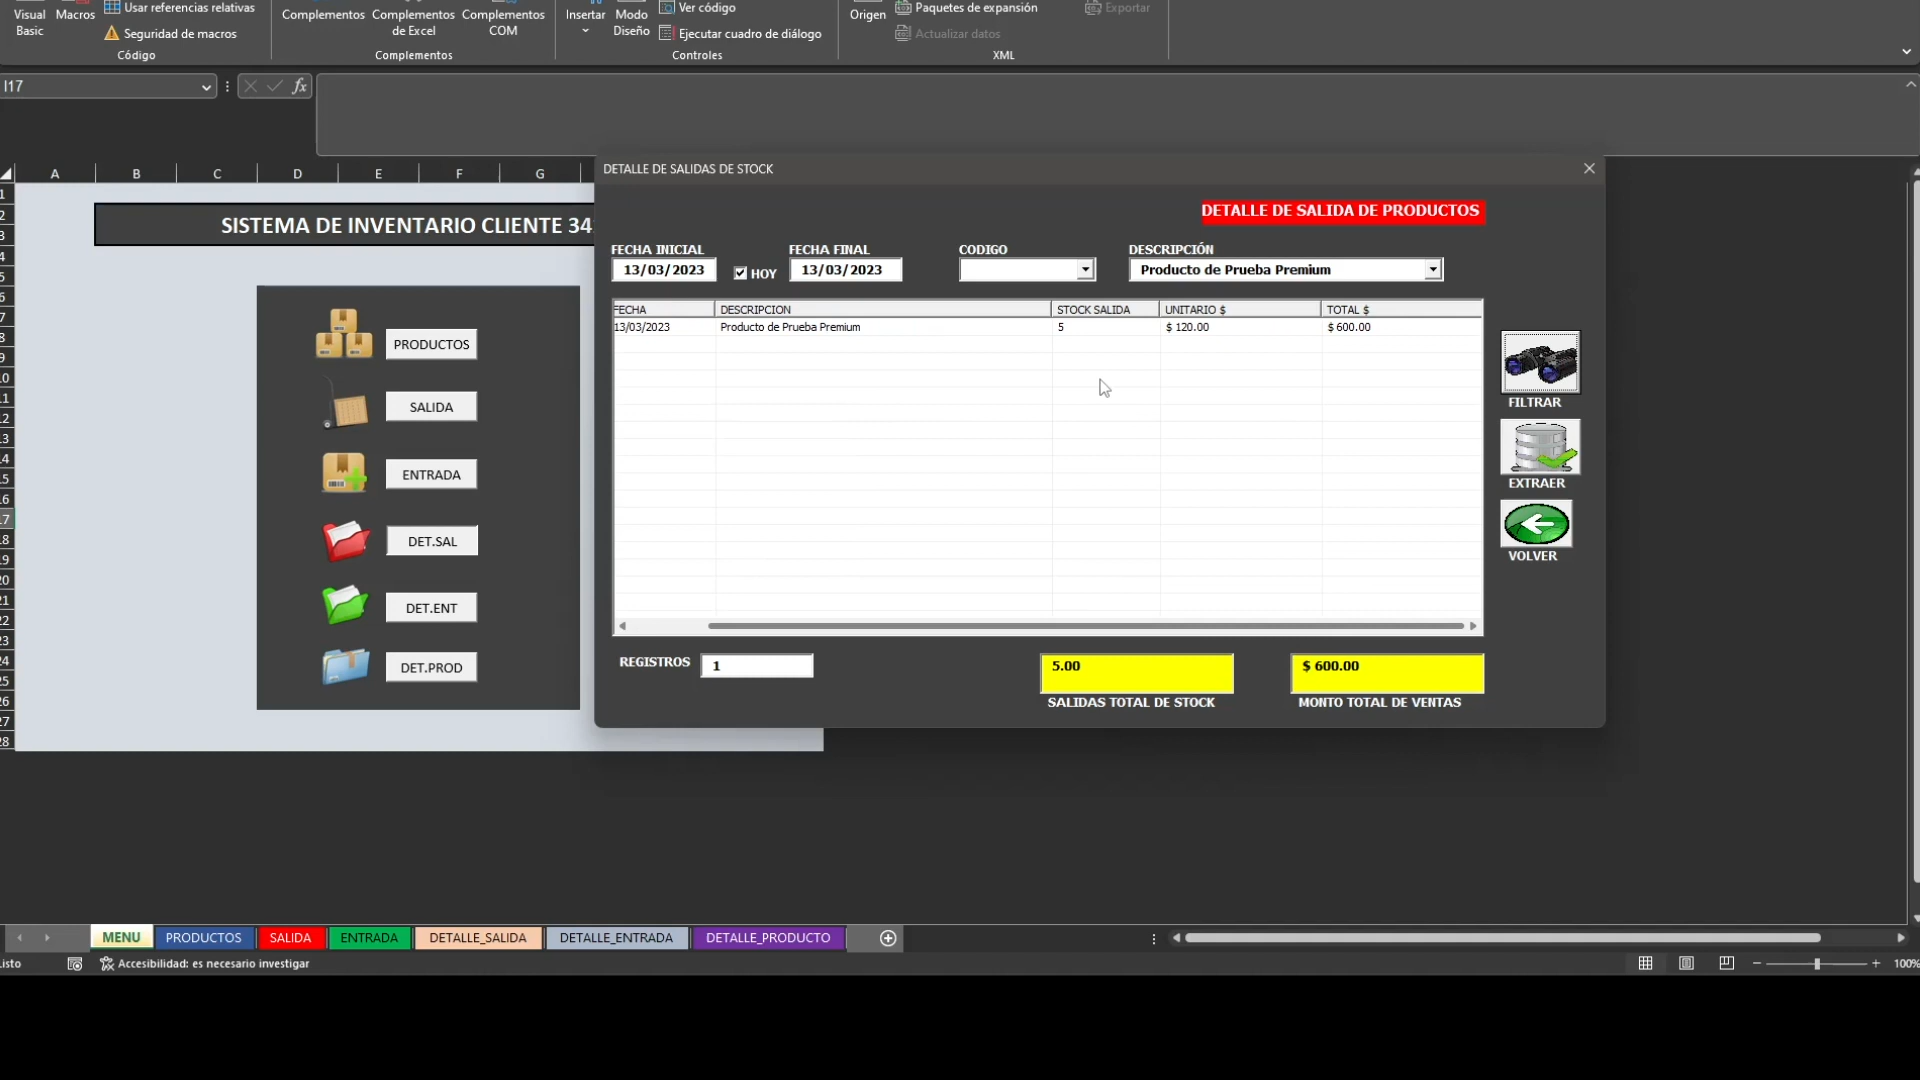 Visual Basic
Macros
Usar referencias relativas
Seguridad de macros
Código
Complementos
Complementos de Excel
Complementos COM
Complementos
Insertar
Modo Diseño
Ver código
Ejecutar cuadro de diálogo
Controles
Origen
Paquetes de expansión
Actualizar datos
Exportar
XML
I17
fx
A B C D E F G
SISTEMA DE INVENTARIO CLIENTE 34
PRODUCTOS
SALIDA
ENTRADA
DET.SAL
DET.ENT
DET.PROD
DETALLE DE SALIDAS DE STOCK
DETALLE DE SALIDA DE PRODUCTOS
FECHA INICIAL
FECHA FINAL
CODIGO
DESCRIPCIÓN
13/03/2023
HOY
13/03/2023
Producto de Prueba Premium
FECHA DESCRIPCION STOCK SALIDA UNITARIO $ TOTAL $
13/03/2023 Producto de Prueba Premium 5 $ 120.00 $ 600.00
FILTRAR
EXTRAER
VOLVER
REGISTROS 1
5.00
SALIDAS TOTAL DE STOCK
$ 600.00
MONTO TOTAL DE VENTAS
MENU PRODUCTOS SALIDA ENTRADA DETALLE_SALIDA DETALLE_ENTRADA DETALLE_PRODUCTO
Accesibilidad: es necesario investigar
100%